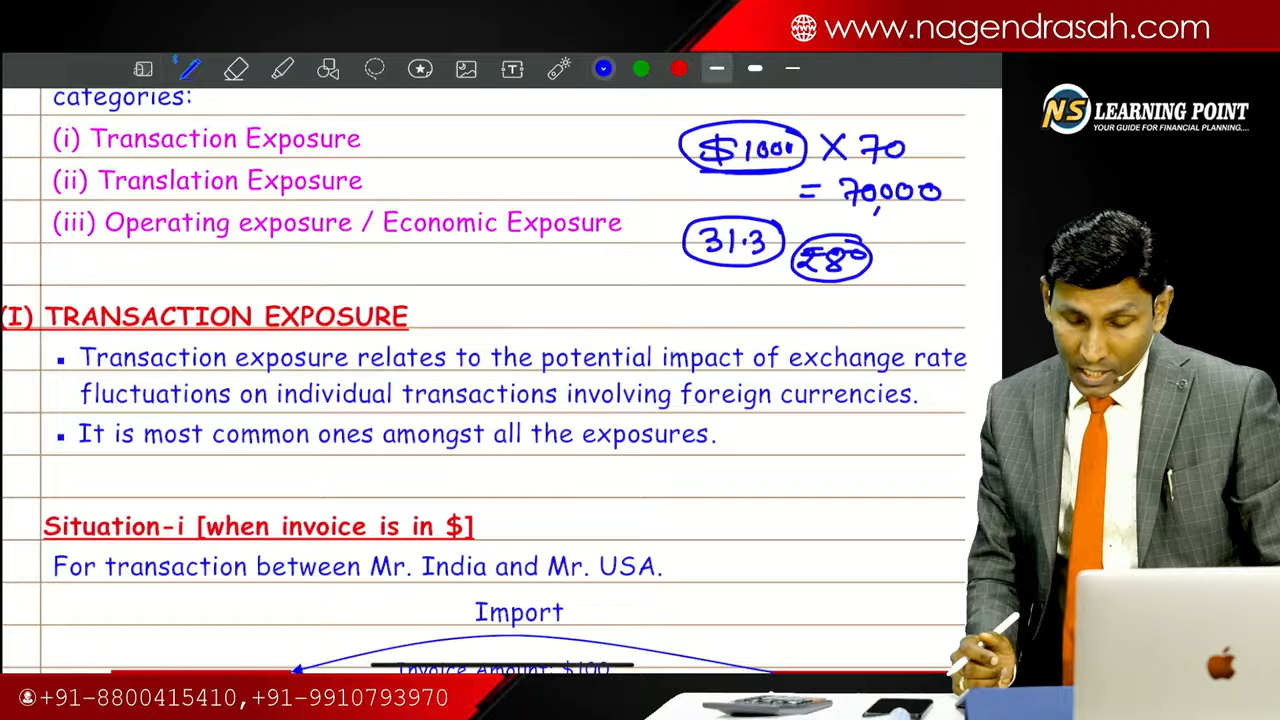 www.nagendrasah.com
NS LEARNING POINT
YOUR GUIDE FOR FINANCIAL PLANNING....
categories:
(i) Transaction Exposure
(ii) Translation Exposure
(iii) Operating exposure / Economic Exposure
$1000 X 70
= 70,000
31.3
(I) TRANSACTION EXPOSURE
▪ Transaction exposure relates to the potential impact of exchange rate
fluctuations on individual transactions involving foreign currencies.
▪ It is most common ones amongst all the exposures.
Situation-i [when invoice is in $]
For transaction between Mr. India and Mr. USA.
Import
Invoice Amount: $100
+91-8800415410,+91-9910793970